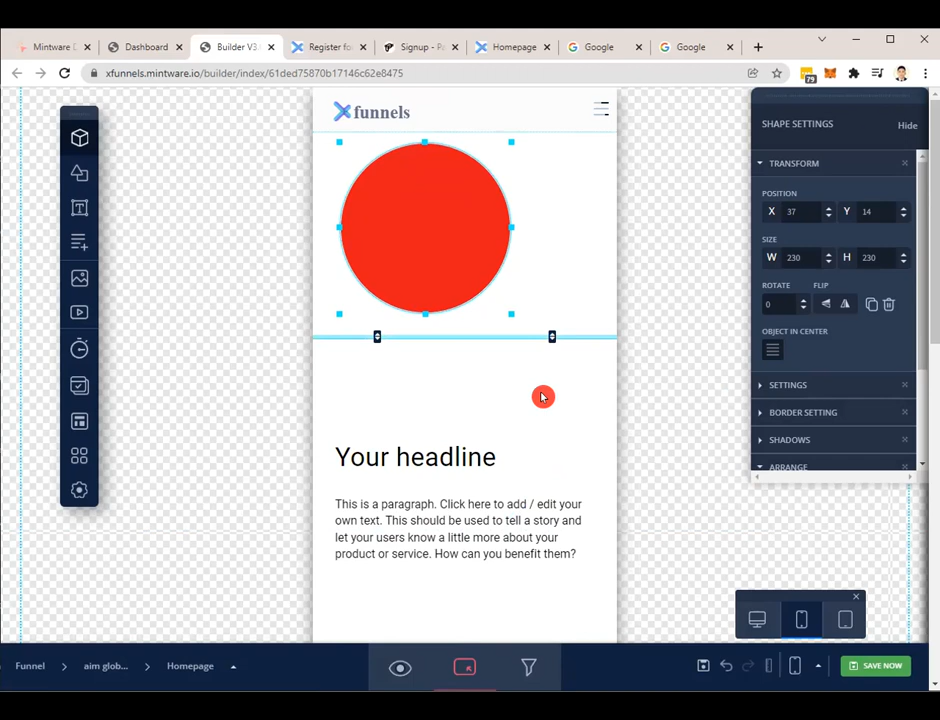 Mintware D
Dashboard
Builder V3.
Register fo
Signup - Pa
Homepage
Google
Google
xfunnels.mintware.io/builder/index/61ded75870b17146c62e8475
79
Xfunnels
SHAPE SETTINGS
Hide
TRANSFORM
POSITION
X 37 Y 14
SIZE
W 230 H 230
ROTATE FLIP
0
OBJECT IN CENTER
SETTINGS
BORDER SETTING
SHADOWS
ARRANGE
Your headline
This is a paragraph. Click here to add / edit your
own text. This should be used to tell a story and
let your users know a little more about your
product or service. How can you benefit them?
Funnel
aim glob...
Homepage
SAVE NOW